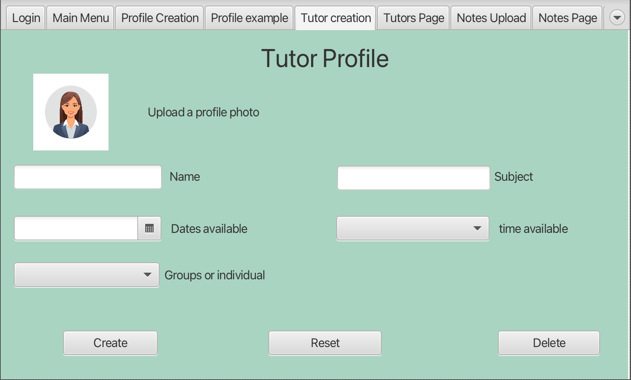 Login Main Menu Profile Creation Profile example Tutor creation Tutors Page Notes Upload Notes Page
Tutor Profile
Upload a profile photo
Name Subject
Dates available time available
Groups or individual
Create Reset Delete